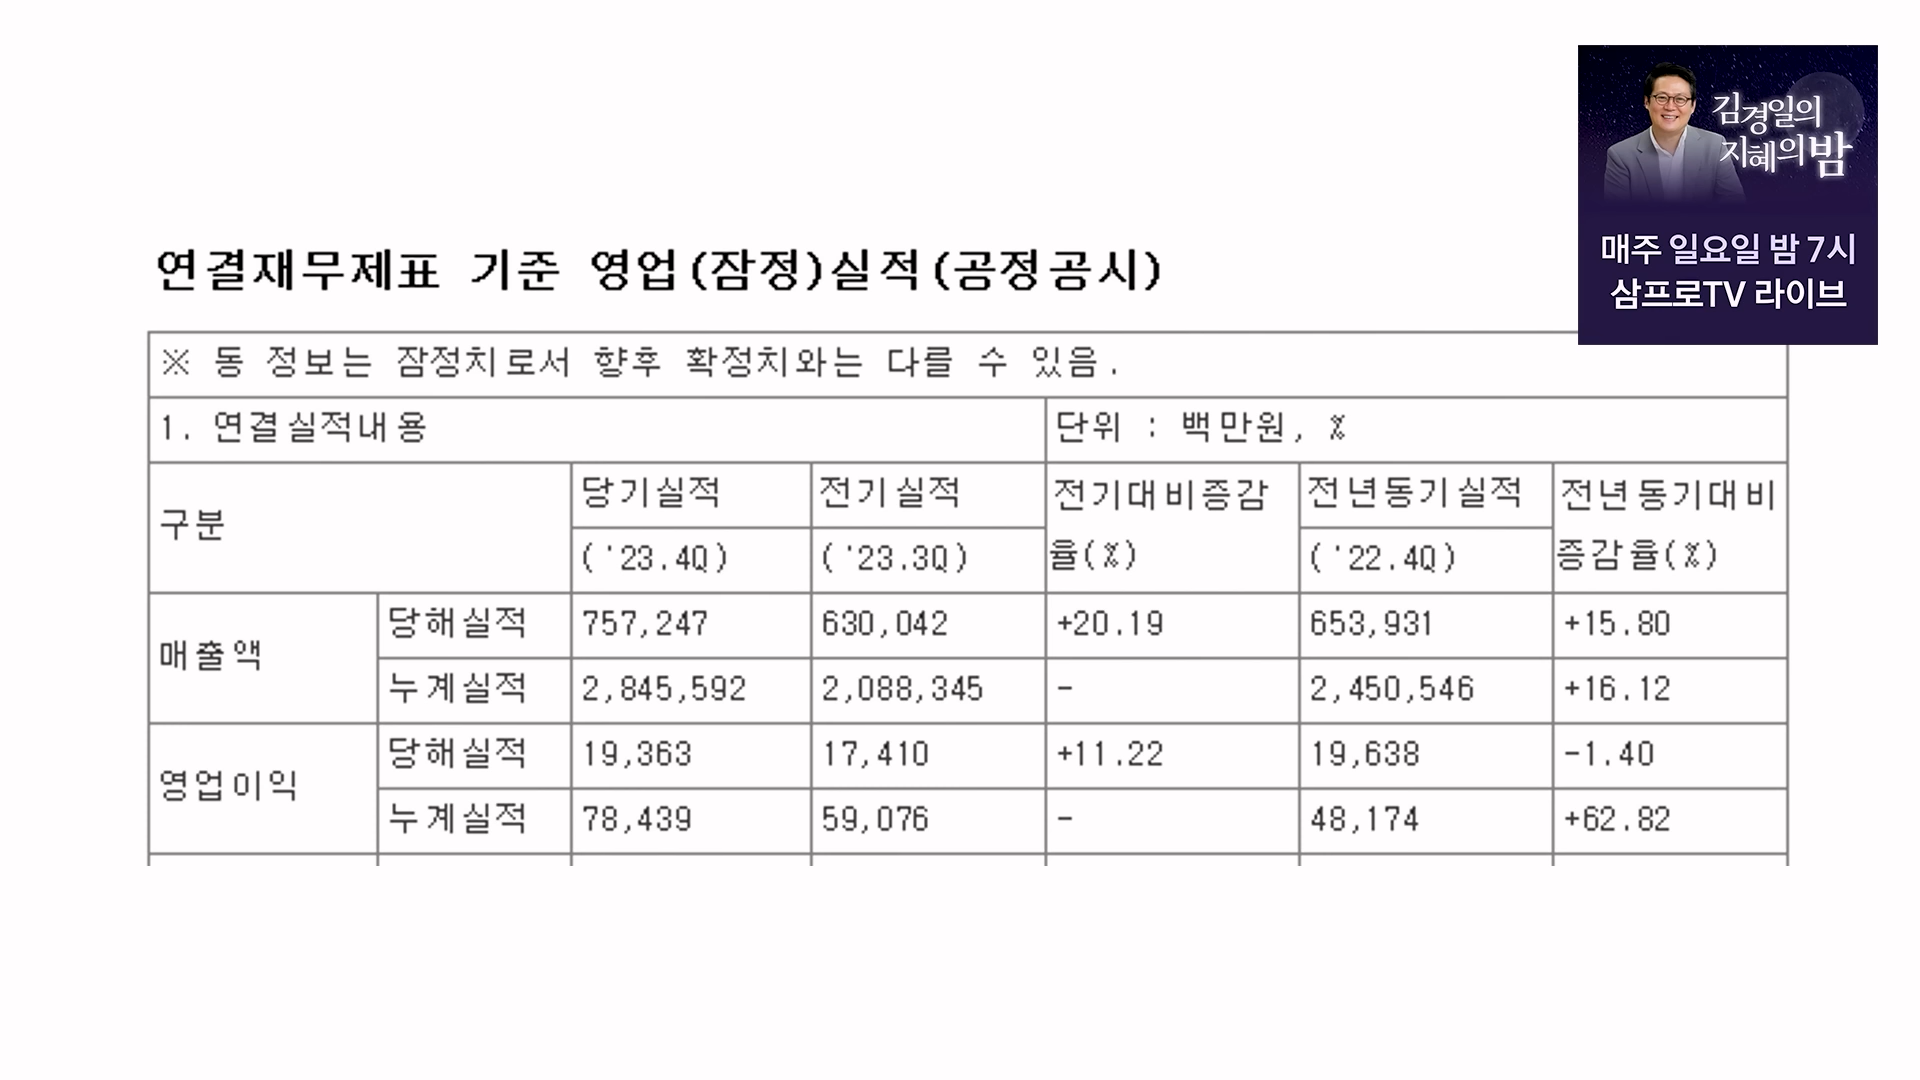 김경일의
지혜의 밤
매주 일요일 밤 7시
삼프로TV 라이브
연결재무제표 기준 영업(잠정)실적(공정공시)
※ 동 정보는 잠정치로서 향후 확정치와는 다를 수 있음.
1. 연결실적내용 단위 : 백만원, %
구분 당기실적 전기실적 전기대비증감 전년동기실적 전년동기대비
('23.4Q) ('23.3Q) 율(%) ('22.4Q) 증감율(%)
매출액 당해실적 757,247 630,042 +20.19 653,931 +15.80
누계실적 2,845,592 2,088,345 - 2,450,546 +16.12
영업이익 당해실적 19,363 17,410 +11.22 19,638 -1.40
누계실적 78,439 59,076 - 48,174 +62.82